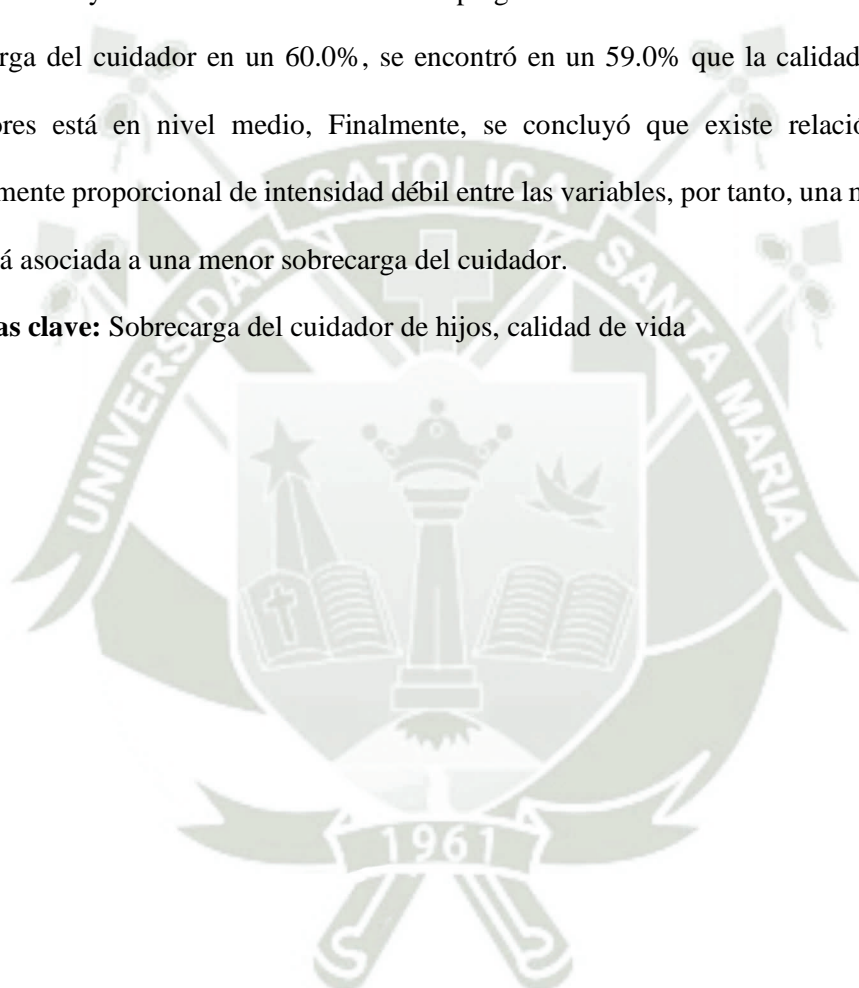 rga del cuidador en un 60.0%, se encontró en un 59.0% que la calidad
ores está en nivel medio, Finalmente, se concluyó que existe relació
mente proporcional de intensidad débil entre las variables, por tanto, una m
á asociada a una menor sobrecarga del cuidador.
as clave: Sobrecarga del cuidador de hijos, calidad de vida
UNIVERSIDAD CATOLICA SANTA MARIA
1961